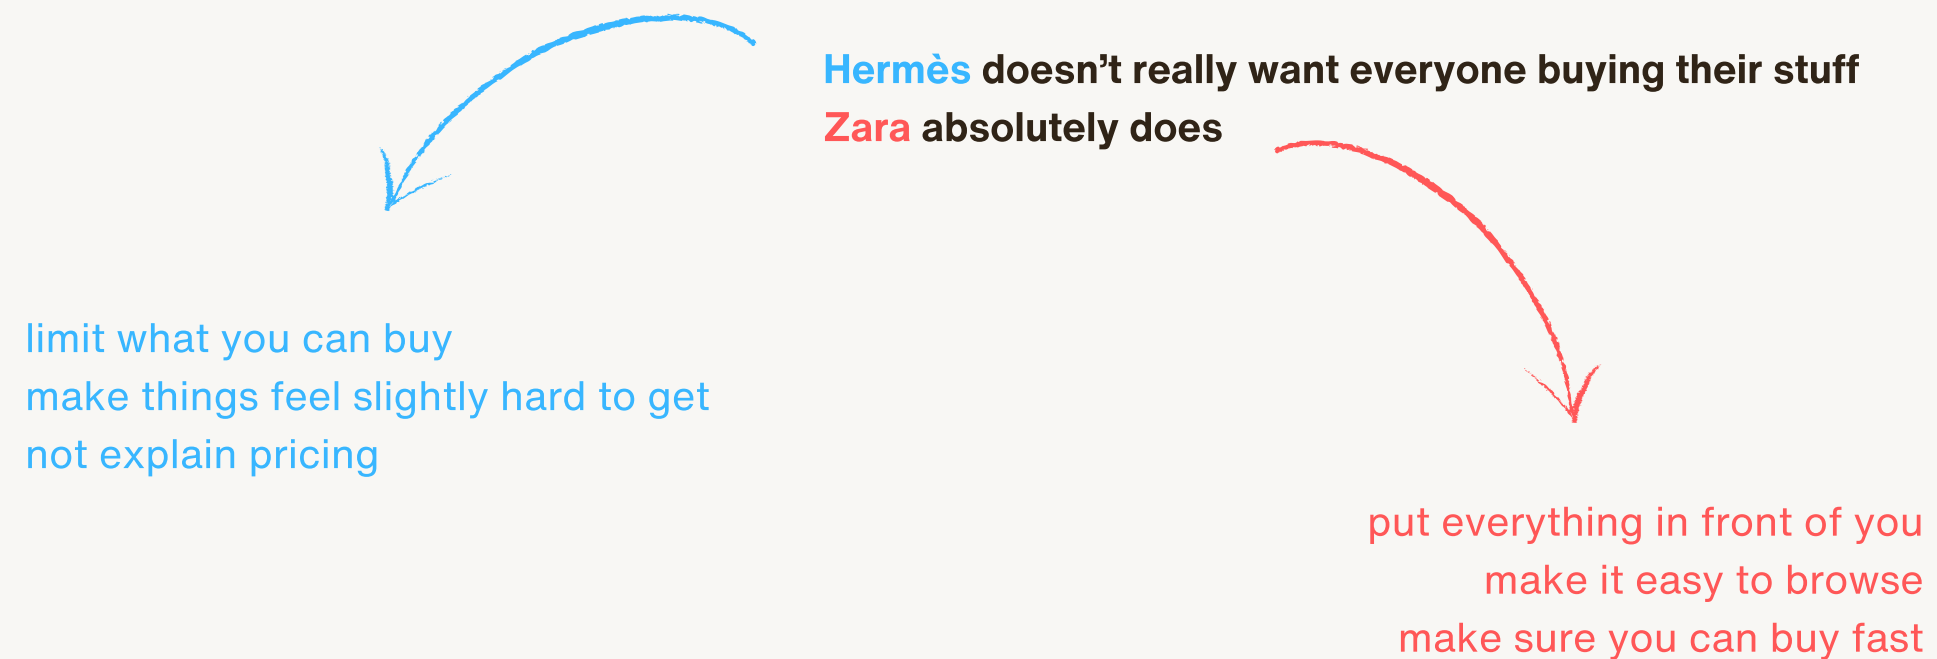 Hermès doesn’t really want everyone buying their stuff
Zara absolutely does
limit what you can buy
make things feel slightly hard to get
not explain pricing
put everything in front of you
make it easy to browse
make sure you can buy fast